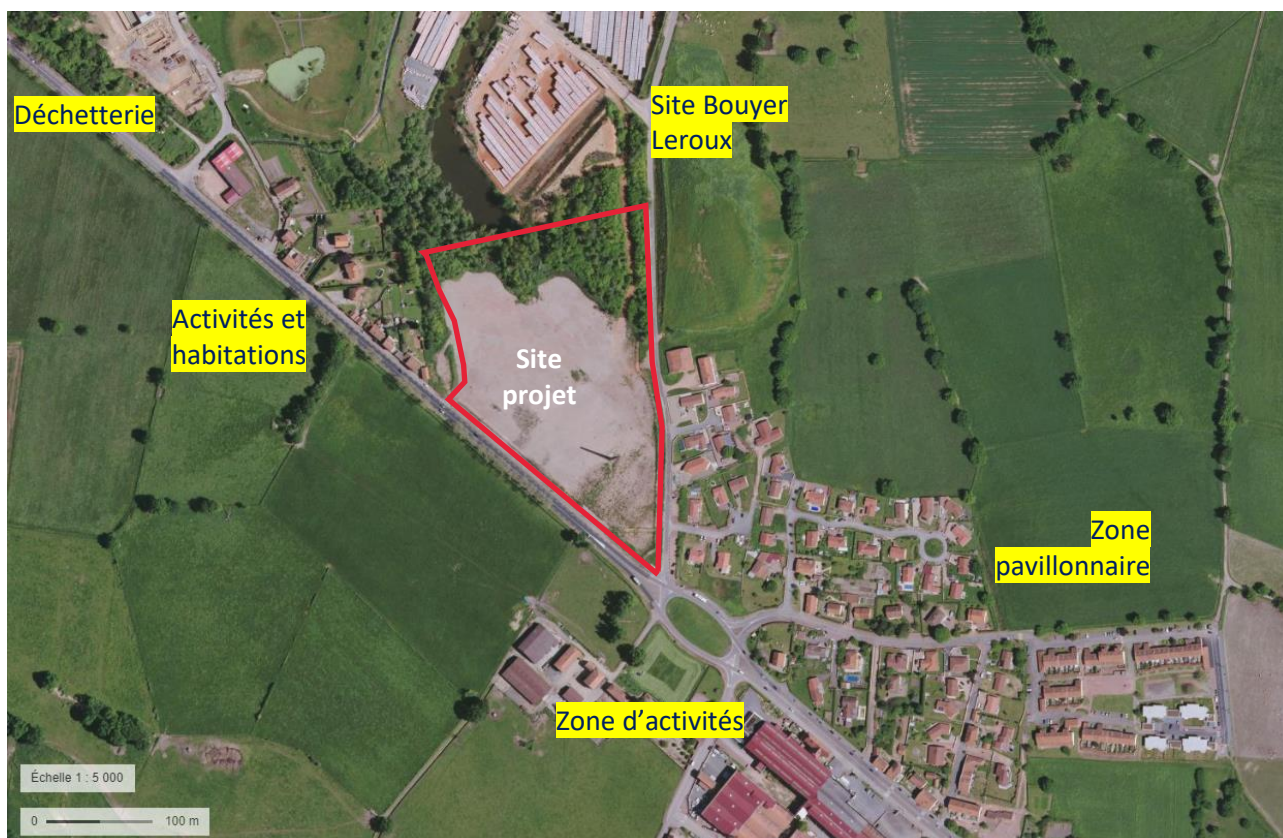 Déchetterie
Site Bouyer
Leroux
Activités et
habitations
Site
projet
Zone
pavillonnaire
Zone d'activités
Échelle 1 : 5 000
0 100 m